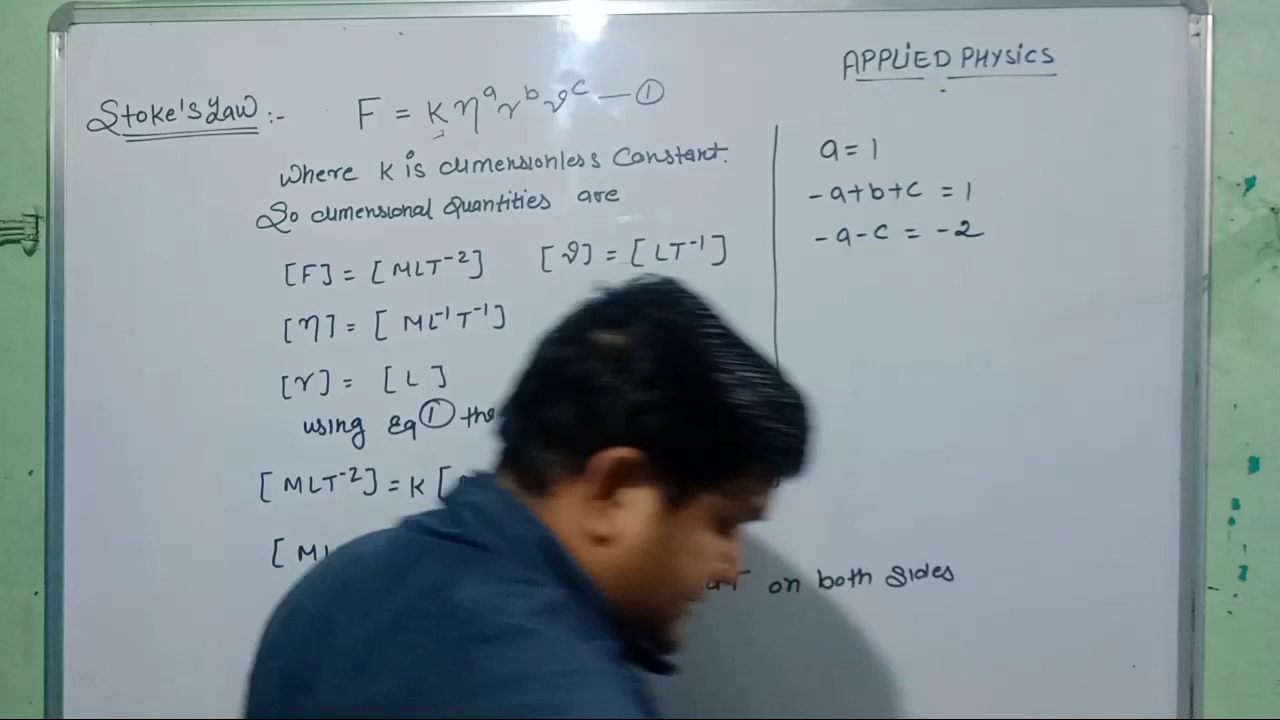 APPLIED PHYSICS
Stoke's Law :- F = K η^a r^b v^c — ①
Where K is dimensionless Constant.
So dimensional Quantities are
[F] = [MLT^-2] [v] = [LT^-1]
[η] = [ML^-1T^-1]
[r] = [L]
using Eq ①
[MLT^-2] = K [
on both sides
a = 1
-a+b+c = 1
-a-c = -2